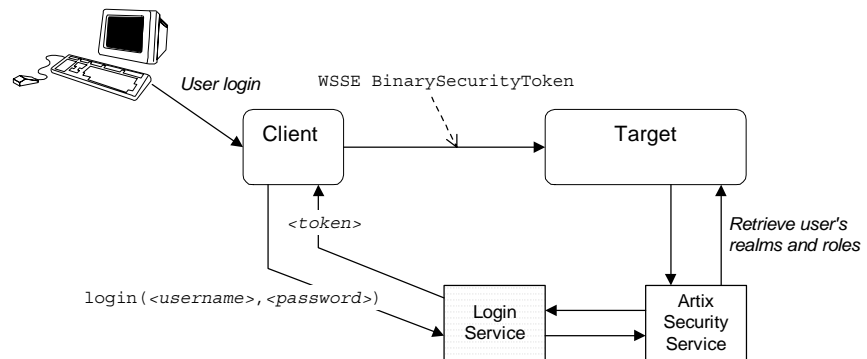 User login
WSSE BinarySecurityToken
Client
Target
<token>
Retrieve user's
realms and roles
login(<username>,<password>)
Login
Service
Artix
Security
Service